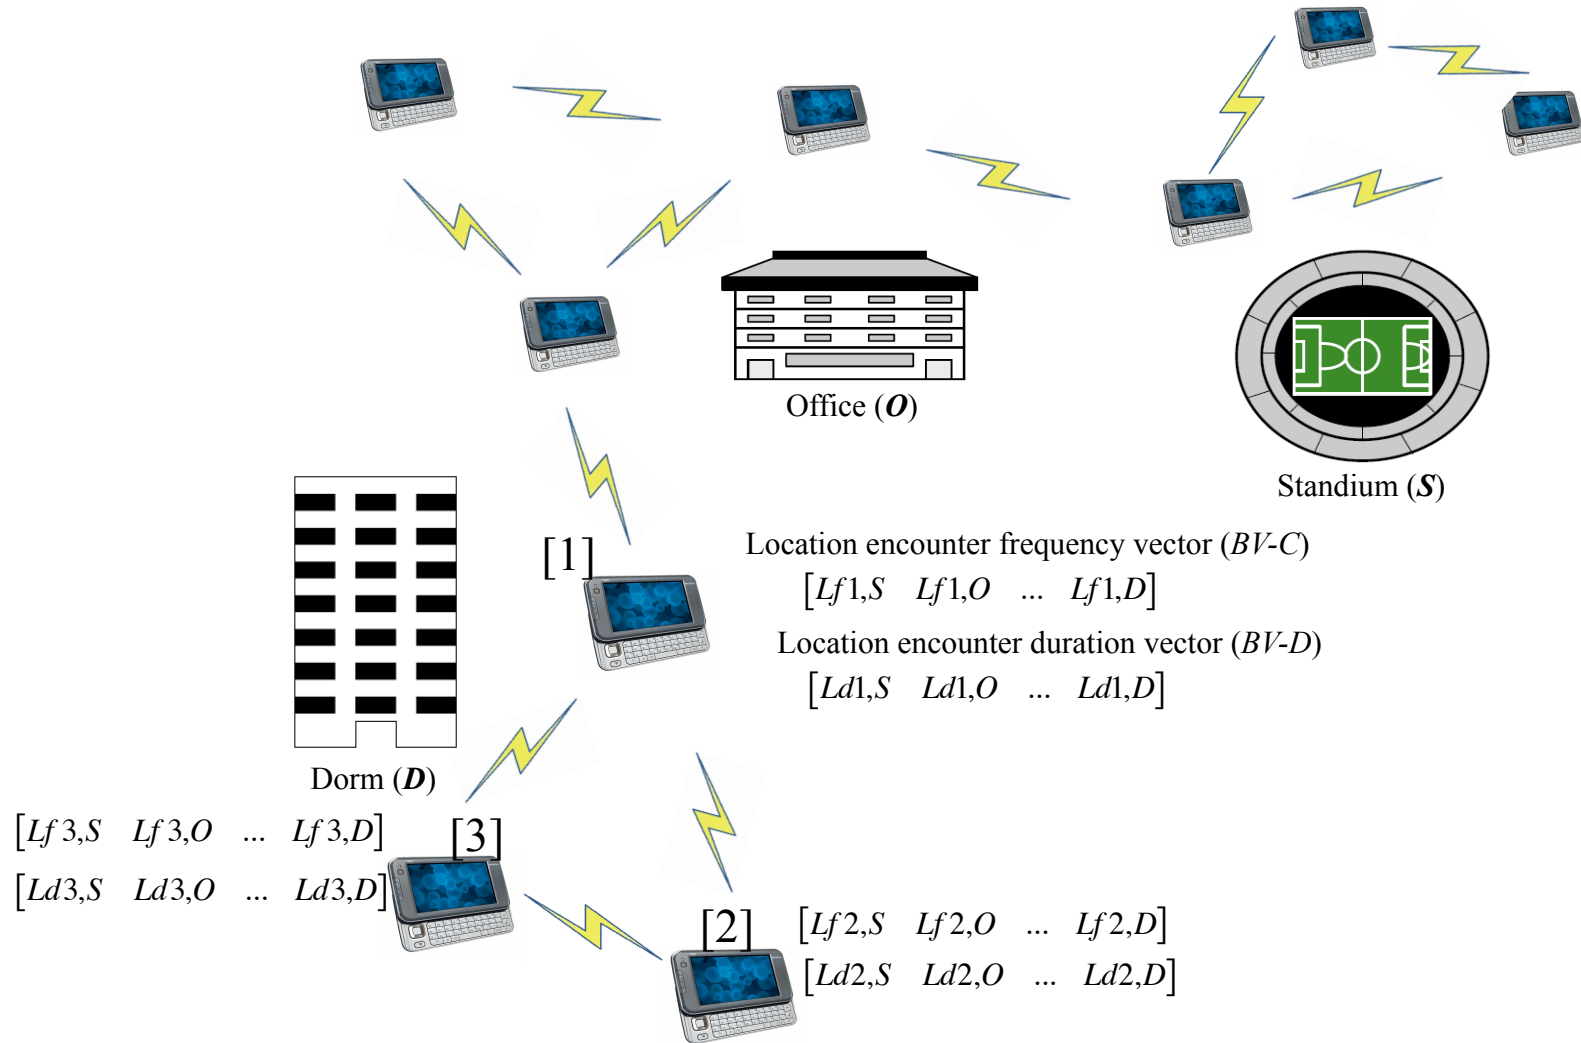 Office (O)
Standium (S)
[1]
Location encounter frequency vector (BV-C)
[Lf1,S Lf1,O ... Lf1,D]
Location encounter duration vector (BV-D)
[Ld1,S Ld1,O ... Ld1,D]
Dorm (D)
[Lf3,S Lf3,O ... Lf3,D]
[3]
[Ld3,S Ld3,O ... Ld3,D]
[2]
[Lf2,S Lf2,O ... Lf2,D]
[Ld2,S Ld2,O ... Ld2,D]